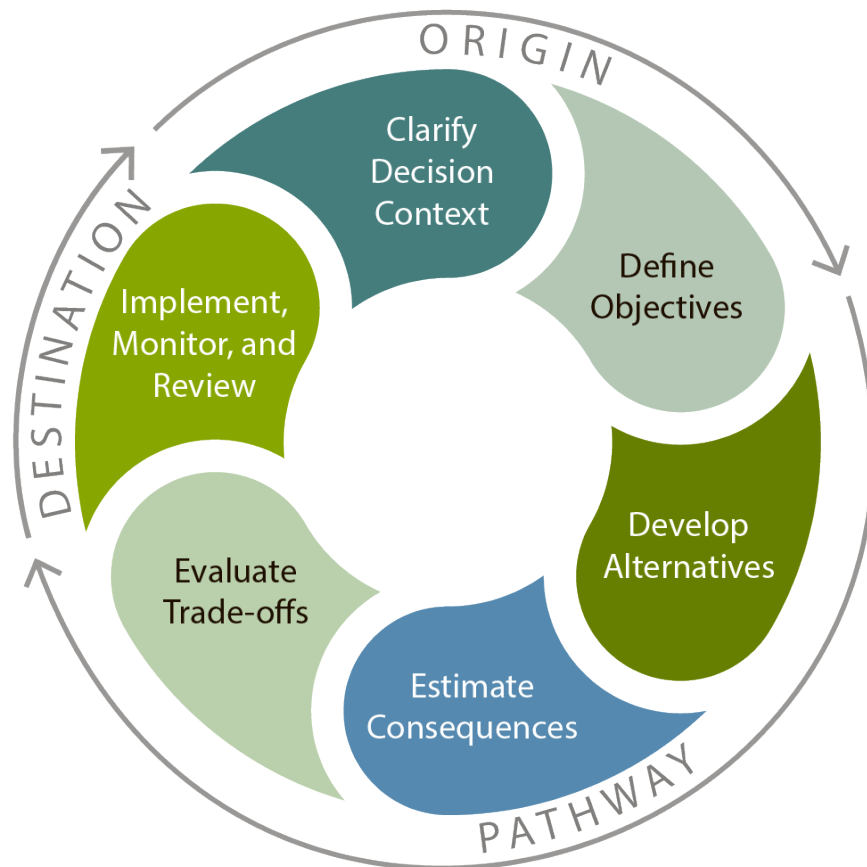 ORIGIN
Clarify
Decision
Context
Define
Objectives
Develop
Alternatives
PATHWAY
Estimate
Consequences
Evaluate
Trade-offs
DESTINATION
Implement,
Monitor, and
Review